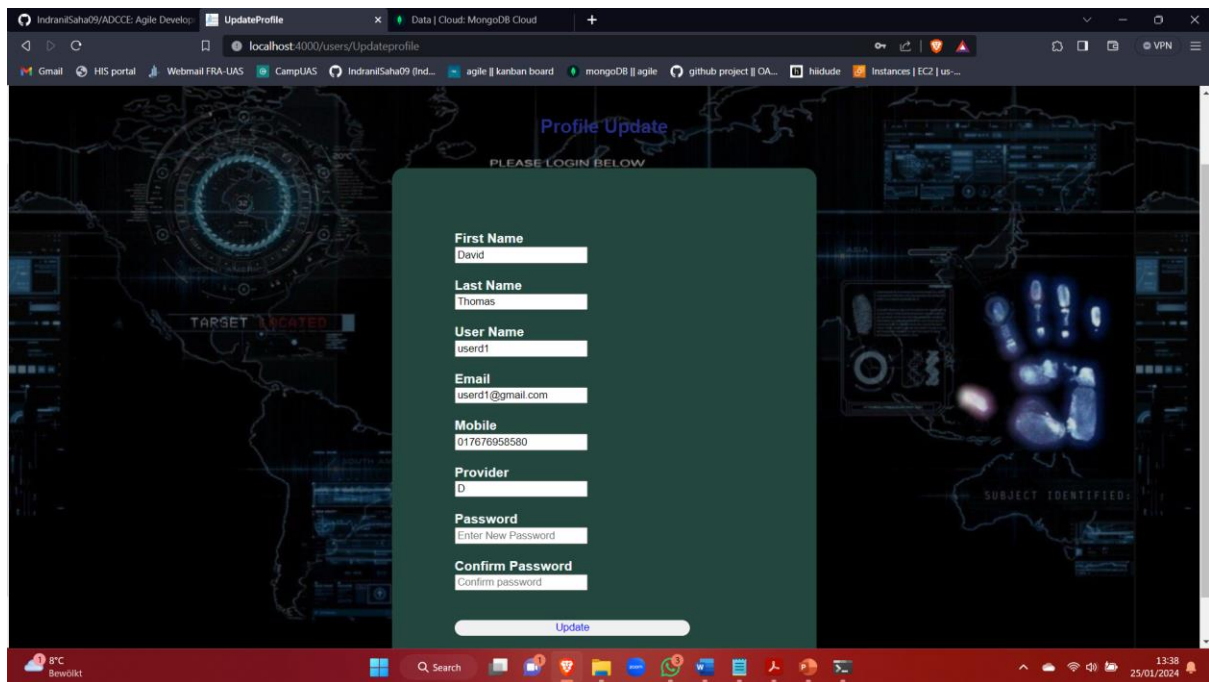 IndranilSaha09/ADCCE: Agile Develop
UpdateProfile
Data | Cloud: MongoDB Cloud
localhost:4000/users/Updateprofile
VPN
Gmail
HIS portal
Webmail FRA-UAS
CampUAS
IndranilSaha09 (Ind...
agile || kanban board
mongoDB || agile
github project || OA...
hiidude
Instances | EC2 | us-...
Profile Update
PLEASE LOGIN BELOW
20°C
32
TARGET LOCATED
ASIA
SUBJECT IDENTIFIED:
First Name
David
Last Name
Thomas
User Name
userd1
Email
userd1@gmail.com
Mobile
017676958580
Provider
D
Password
Enter New Password
Confirm Password
Confirm password
Update
1
8°C
Bewölkt
Search
13:38
25/01/2024